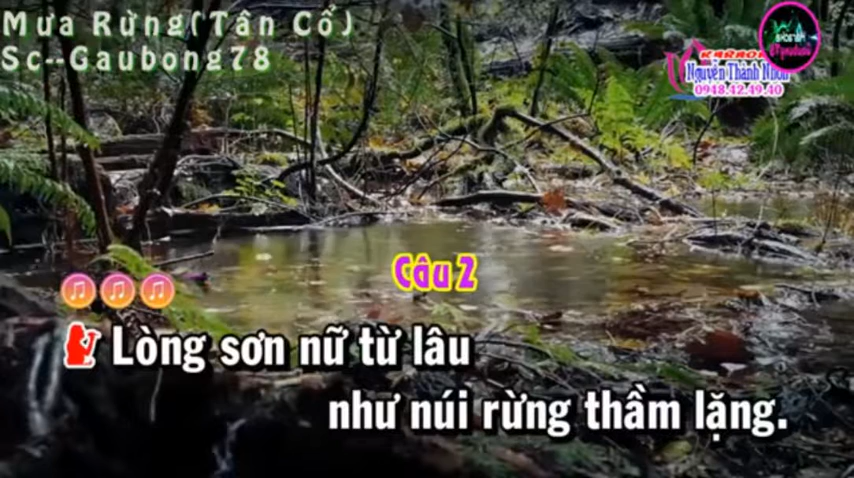 Mưa Rừng(Tân Cổ)
Sc--Gaubong78
KARAOKE
Nguyễn Thành Nhơn
0948.42.49.40
Câu 2
Lòng sơn nữ từ lâu
như núi rừng thầm lặng.